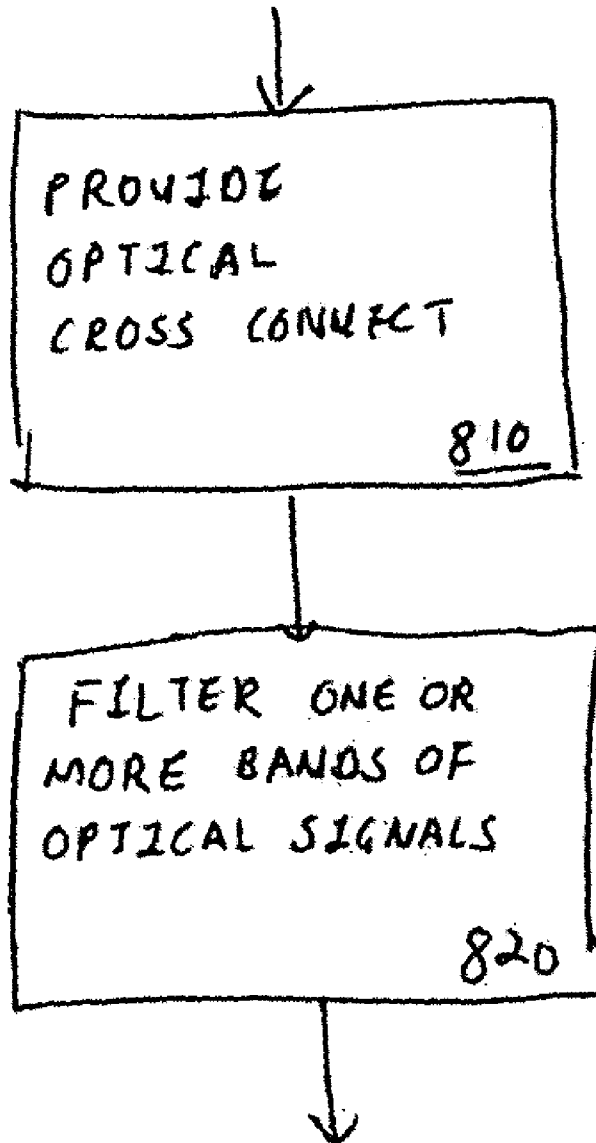 PROVIDE
OPTICAL
CROSS CONNECT
810
FILTER ONE OR
MORE BANDS OF
OPTICAL SIGNALS
820